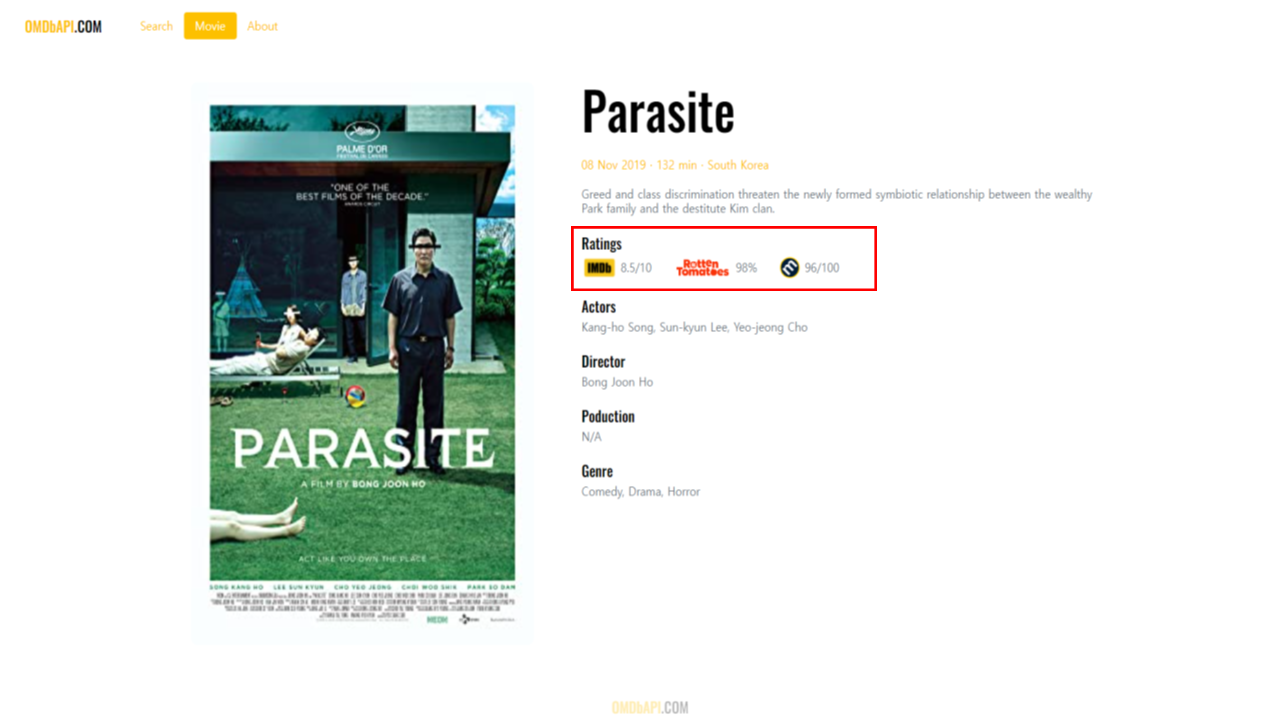 OMDbAPI.COM
Search
Movie
About
PALME D'OR
FESTIVAL DE CANNES
"ONE OF THE
BEST FILMS OF THE DECADE."
PARASITE
A FILM BY BONG JOON HO
ACT LIKE YOU OWN THE PLACE
SONG KANG HO LEE SUN KYUN CHO YEO JEONG CHOI WOO SHIK PARK SO DAM
NEON
Parasite
08 Nov 2019 · 132 min · South Korea
Greed and class discrimination threaten the newly formed symbiotic relationship between the wealthy
Park family and the destitute Kim clan.
Ratings
IMDb 8.5/10 Rotten Tomatoes 98% 96/100
Actors
Kang-ho Song, Sun-kyun Lee, Yeo-jeong Cho
Director
Bong Joon Ho
Poduction
N/A
Genre
Comedy, Drama, Horror
OMDbAPI.COM